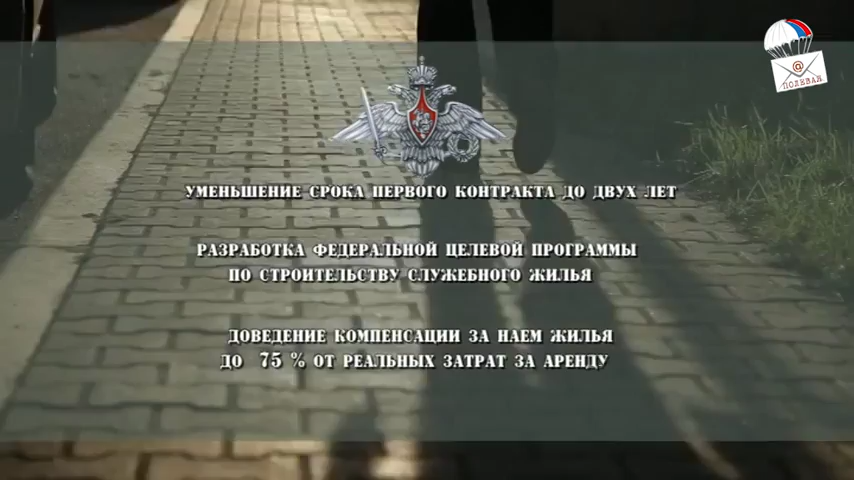 @
ПОЛЕВАЯ
УМЕНЬШЕНИЕ СРОКА ПЕРВОГО КОНТРАКТА ДО ДВУХ ЛЕТ
РАЗРАБОТКА ФЕДЕРАЛЬНОЙ ЦЕЛЕВОЙ ПРОГРАММЫ
ПО СТРОИТЕЛЬСТВУ СЛУЖЕБНОГО ЖИЛЬЯ
ДОВЕДЕНИЕ КОМПЕНСАЦИИ ЗА НАЕМ ЖИЛЬЯ
ДО 75 % ОТ РЕАЛЬНЫХ ЗАТРАТ ЗА АРЕНДУ